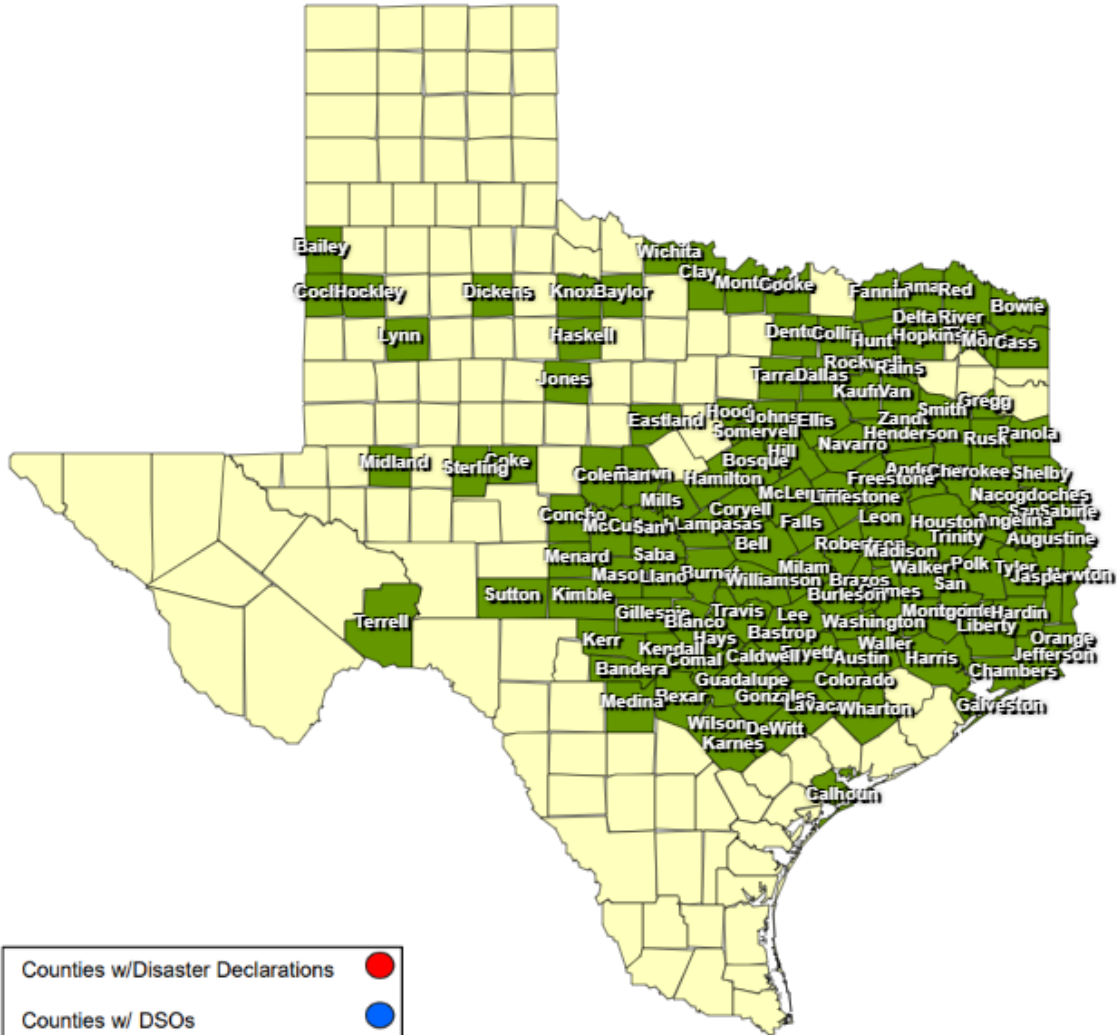 Bailey
Wichita
Clay
Cooke
Hockley
Dickens
Knox
Baylor
Fannin
Red
Bowie
Delta
River
Lynn
Haskell
Hunt
Hopkins
Cass
Dallas
Rains
Jones
Van
Gregg
Eastland
Hood
Ellis
Smith
Somervell
Henderson
Rusk
Panola
Navarro
Hill
Midland
Sterling
Coke
Bosque
Coleman
Hamilton
Freestone
Cherokee
Shelby
Mills
Limestone
Nacogdoches
Concho
Coryell
Leon
Sabine
Lampasas
Falls
Houston
Angelina
Trinity
Augustine
Menard
Saba
Bell
Madison
Milam
Walker
Polk
Tyler
Llano
Burnet
Williamson
Brazos
San
Jasper
Sutton
Kimble
Burleson
Terrell
Travis
Lee
Hardin
Blanco
Washington
Liberty
Kerr
Hays
Bastrop
Waller
Orange
Kendall
Comal
Caldwell
Austin
Harris
Jefferson
Bandera
Guadalupe
Colorado
Chambers
Medina
Gonzales
Wharton
Galveston
Wilson
DeWitt
Karnes
Calhoun
Counties w/Disaster Declarations
Counties w/ DSOs